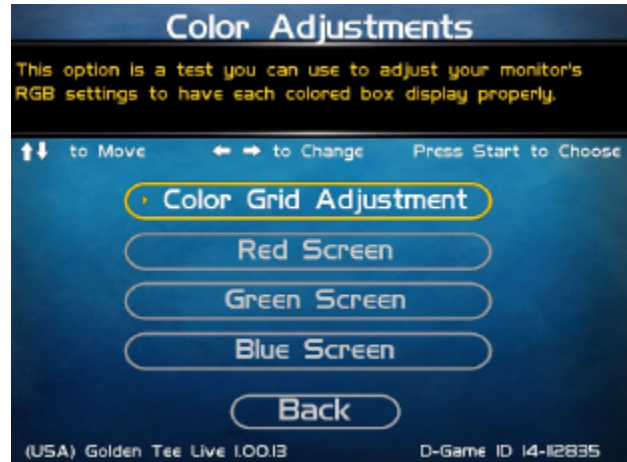 Color Adjustments
This option is a test you can use to adjust your monitor's
RGB settings to have each colored box display properly.
to Move to Change Press Start to Choose
Color Grid Adjustment
Red Screen
Green Screen
Blue Screen
Back
(USA) Golden Tee Live 1.00.13 D-Game ID 14-112835